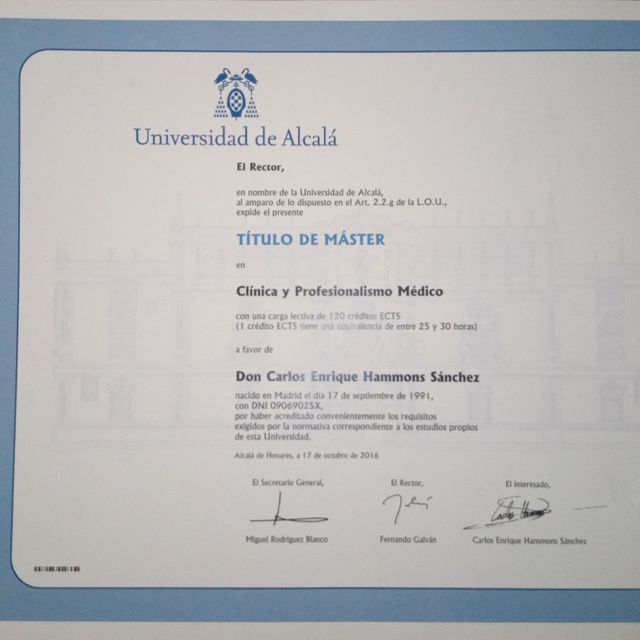 Universidad de Alcalá
El Rector,
en nombre de la Universidad de Alcalá,
al amparo de lo dispuesto en el Art. 2.2.g de la L.O.U.,
expide el presente
TÍTULO DE MÁSTER
en
Clínica y Profesionalismo Médico
con una carga lectiva de 120 créditos ECTS
(1 crédito ECTS tiene una equivalencia de entre 25 y 30 horas)
a favor de
Don Carlos Enrique Hammons Sánchez
nacido en Madrid el día 17 de septiembre de 1991,
con DNI 09069025X,
por haber acreditado convenientemente los requisitos
exigidos por la normativa correspondiente a los estudios propios
de esta Universidad.
Alcalá de Henares, a 17 de octubre de 2016
El Secretario General, El Rector, El interesado,
Miguel Rodríguez Blanco Fernando Galván Carlos Enrique Hammons Sánchez